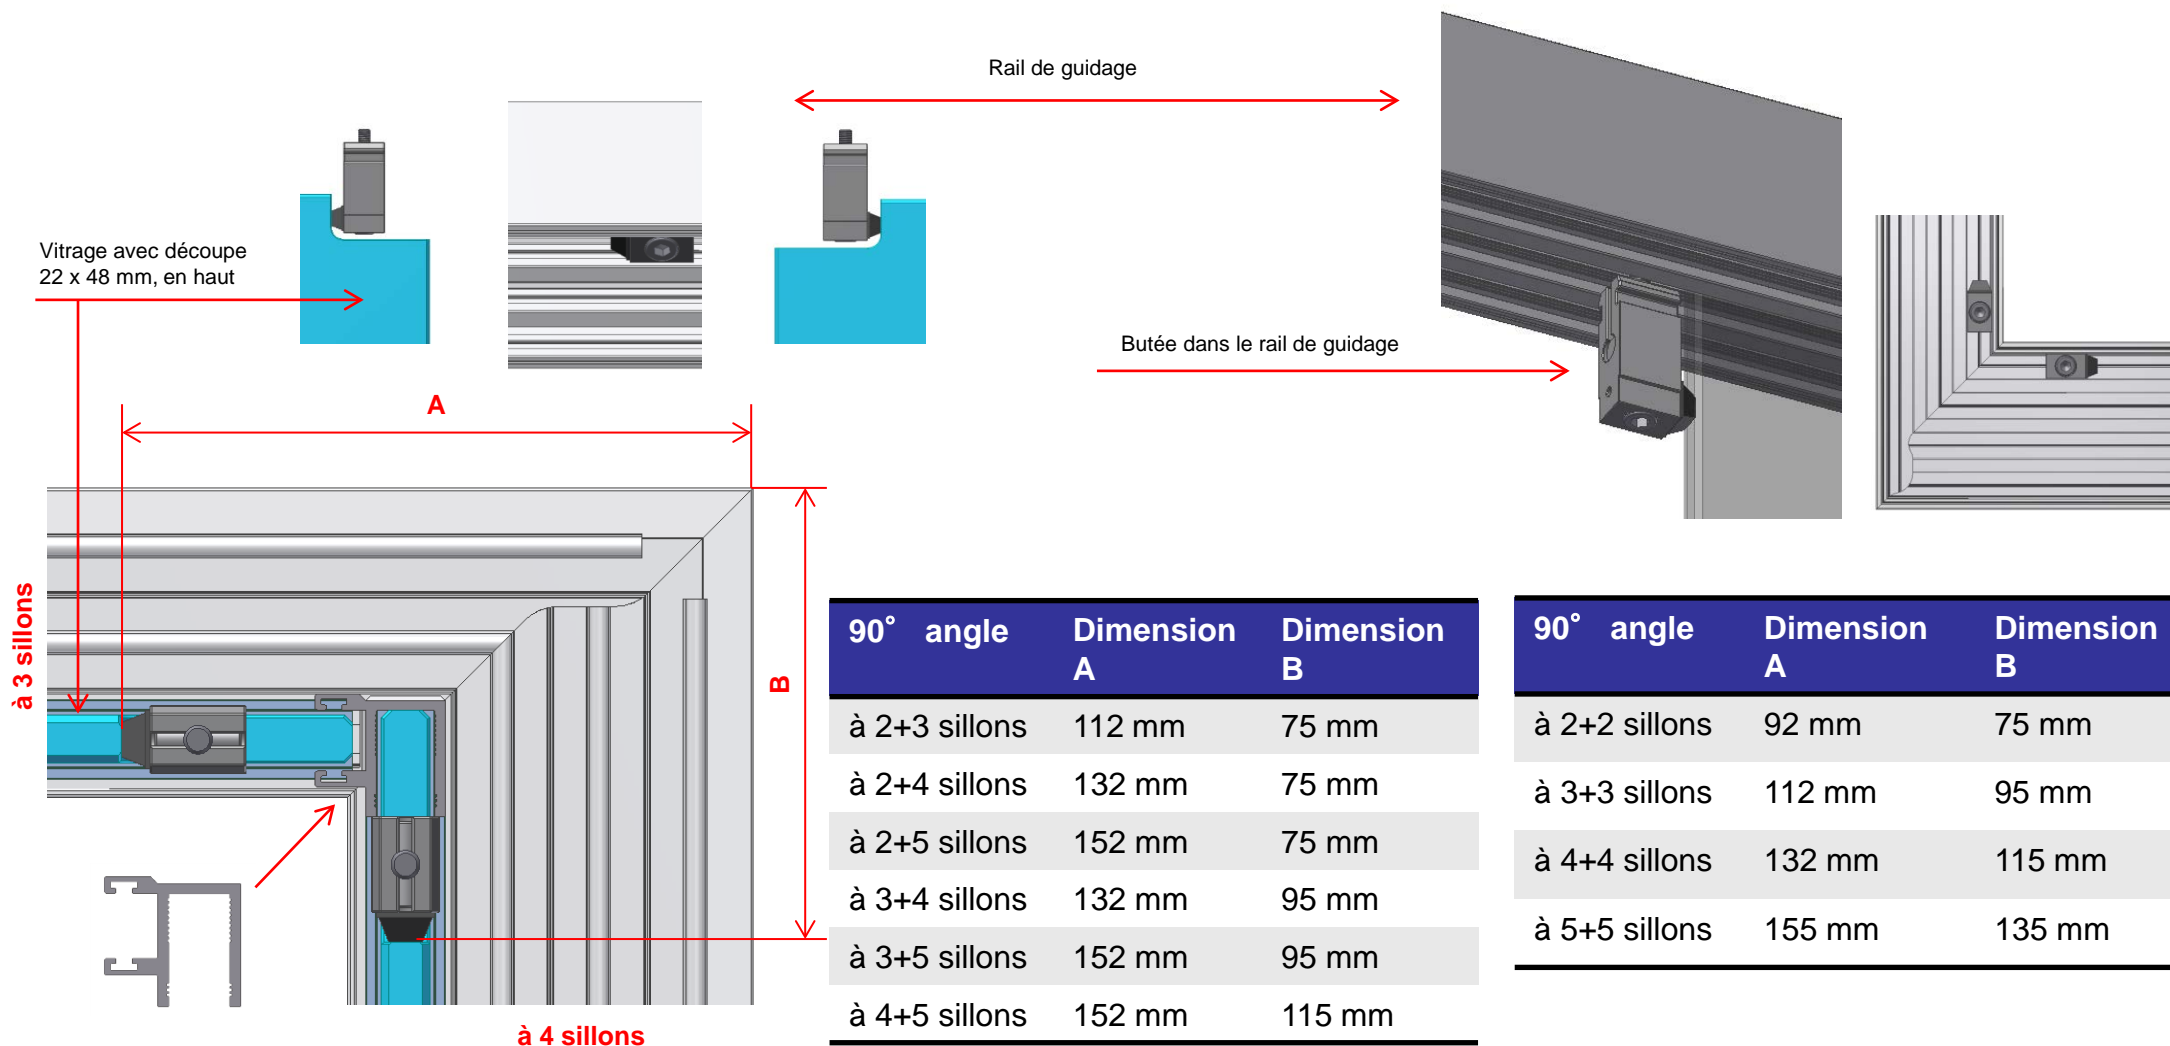 Rail de guidage
Vitrage avec découpe
22 x 48 mm, en haut
Butée dans le rail de guidage
A
B
à 3 sillons
à 4 sillons
90° angle Dimension A Dimension B
à 2+3 sillons 112 mm 75 mm
à 2+4 sillons 132 mm 75 mm
à 2+5 sillons 152 mm 75 mm
à 3+4 sillons 132 mm 95 mm
à 3+5 sillons 152 mm 95 mm
à 4+5 sillons 152 mm 115 mm
90° angle Dimension A Dimension B
à 2+2 sillons 92 mm 75 mm
à 3+3 sillons 112 mm 95 mm
à 4+4 sillons 132 mm 115 mm
à 5+5 sillons 155 mm 135 mm